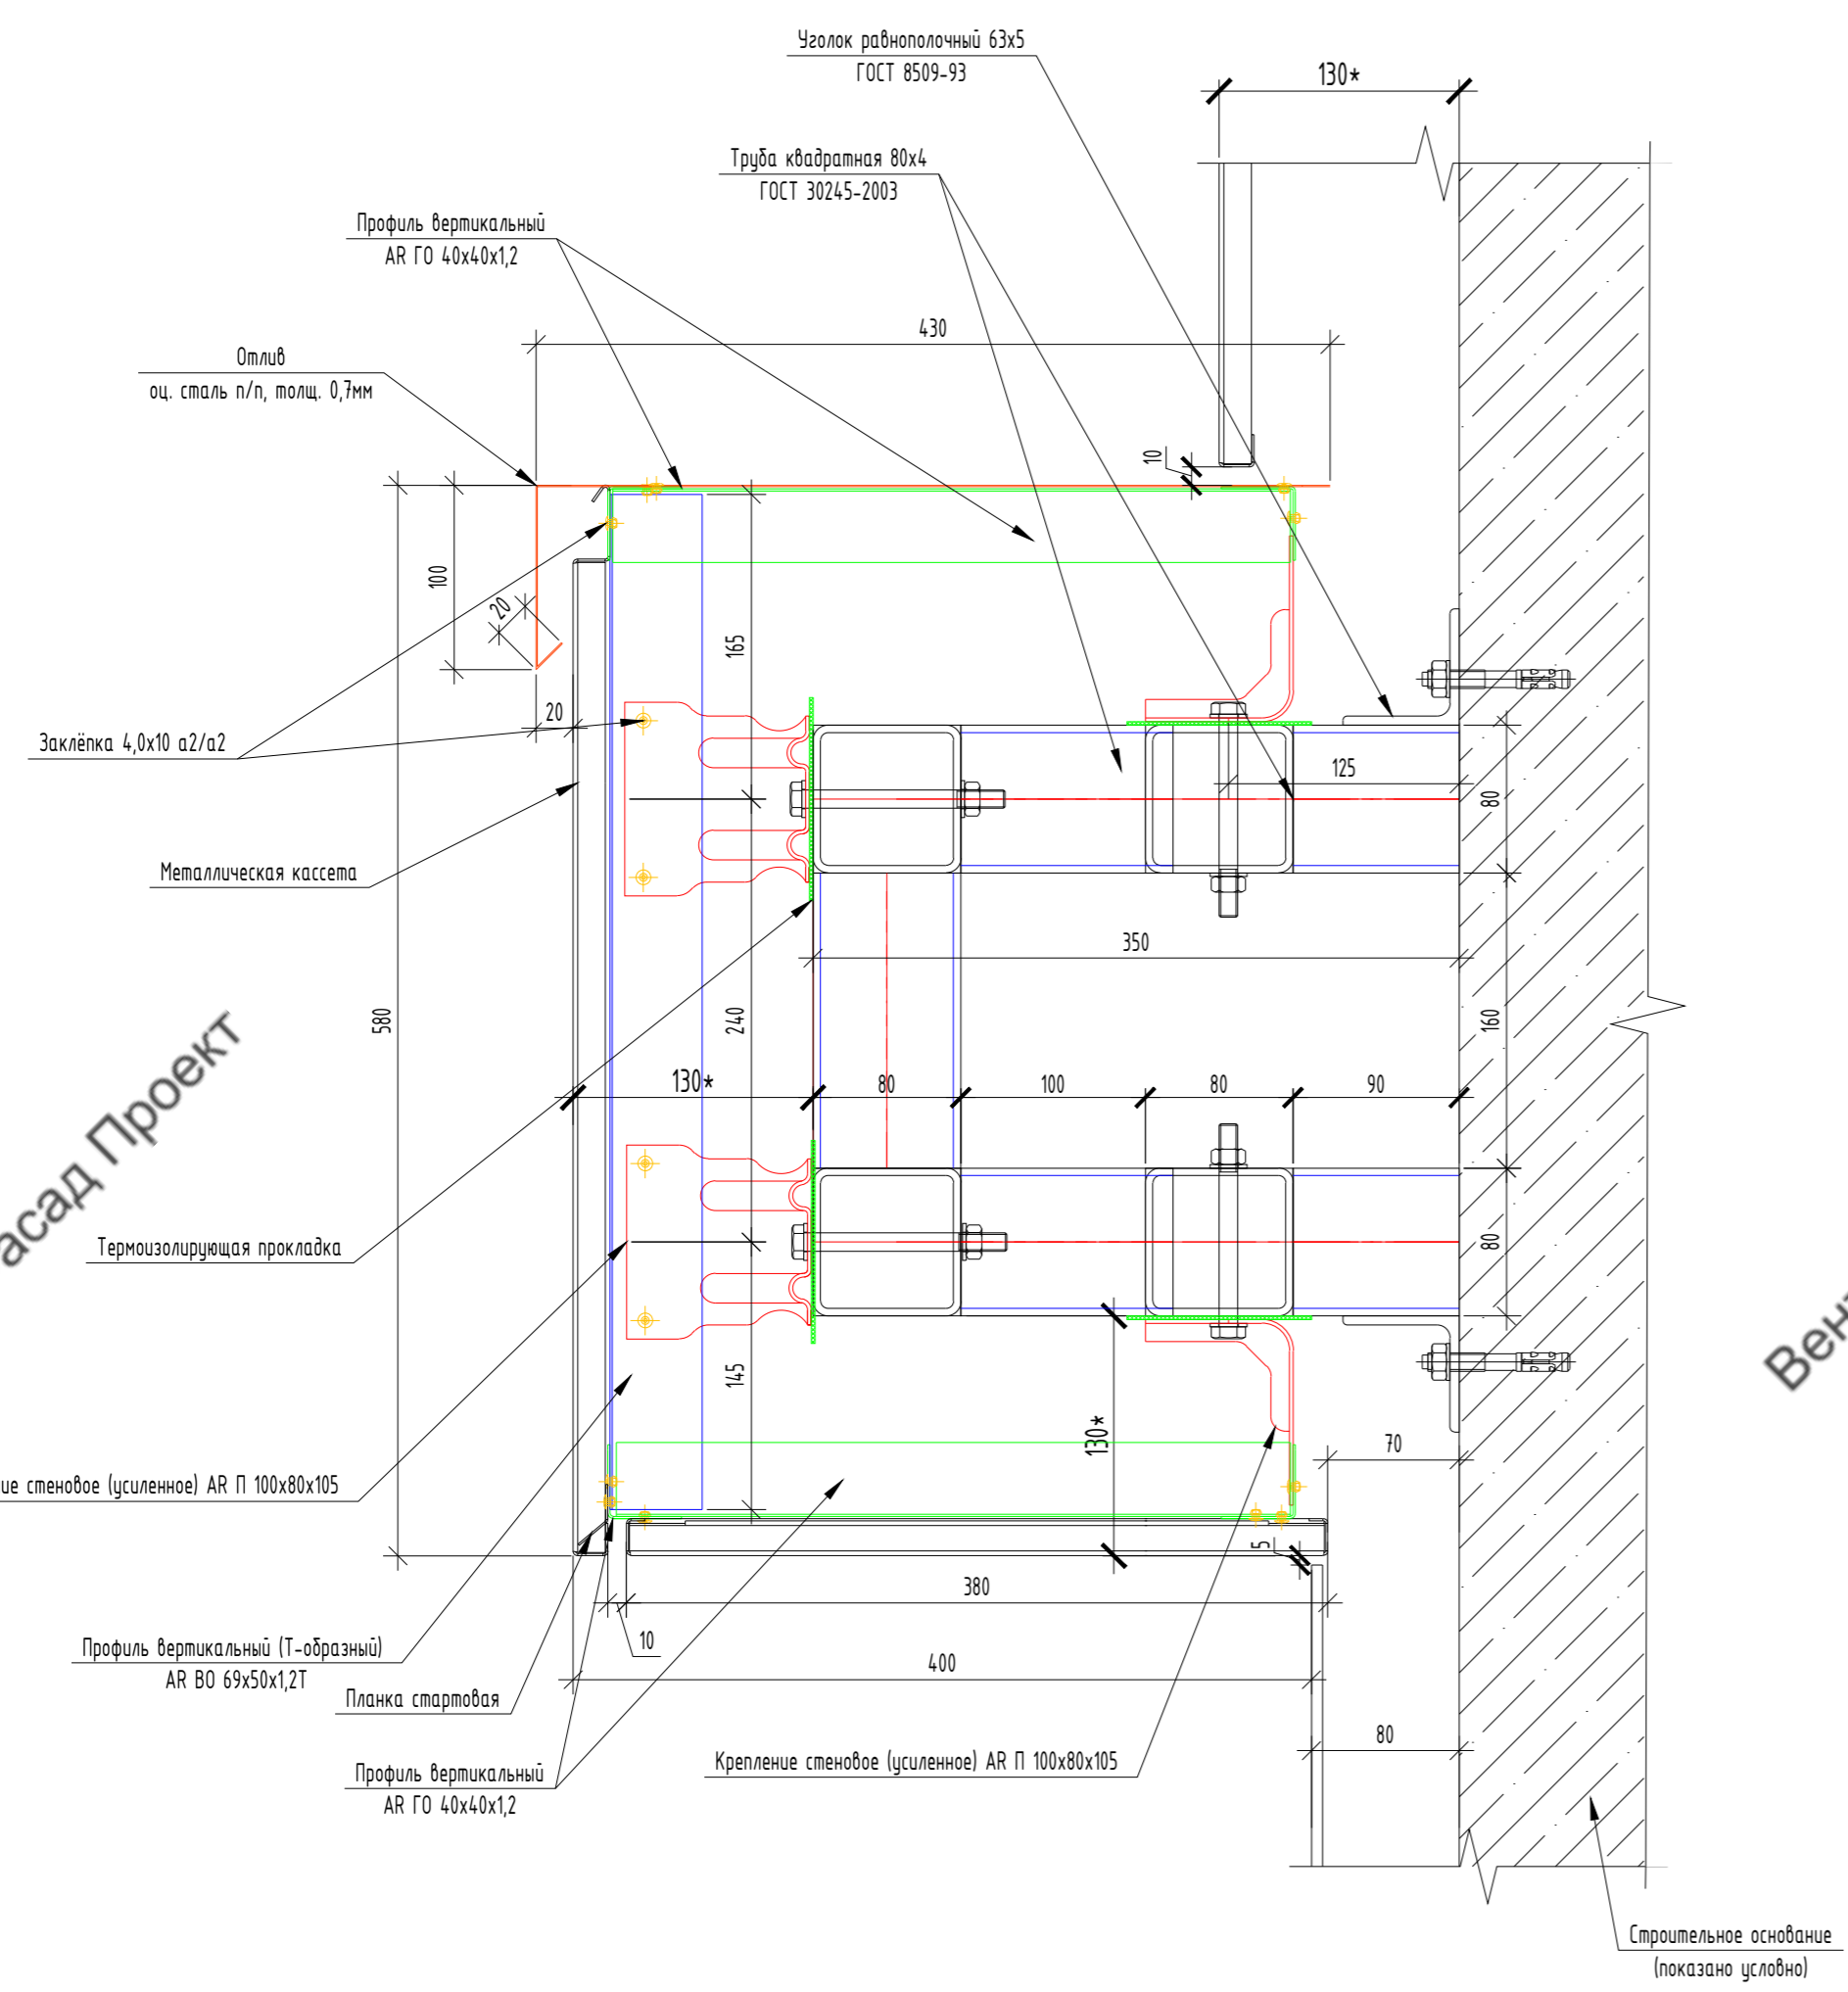 Уголок равнополочный 63х5
ГОСТ 8509-93
130*
Труба квадратная 80х4
ГОСТ 30245-2003
Профиль вертикальный
AR ГО 40х40х1,2
430
Отлив
оц. сталь п/п, толщ. 0,7мм
10
100
20
165
20
Заклёпка 4,0х10 а2/а2
125
80
Металлическая кассета
350
580
240
160
130*
80
100
80
90
асад Проект
Термоизолирующая прокладка
80
Вент
145
130*
70
ие стеновое (усиленное) AR П 100х80х105
5
380
10
Профиль вертикальный (Т-образный)
AR ВО 69х50х1,2Т
400
Планка стартовая
80
Крепление стеновое (усиленное) AR П 100х80х105
Профиль вертикальный
AR ГО 40х40х1,2
Строительное основание
(показано условно)